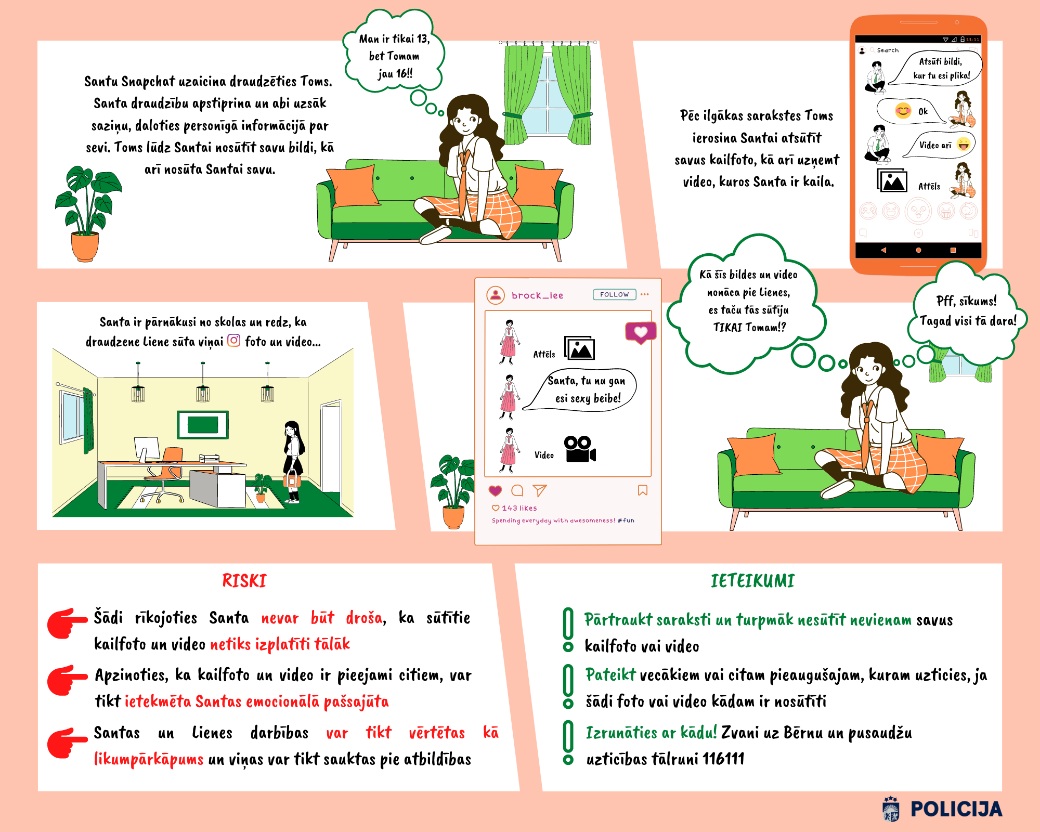 Santu Snapchat uzaicina draudzēties Toms.
Santa draudzību apstiprina un abi uzsāk
saziņu, daloties personīgā informācijā par
sevi. Toms lūdz Santai nosūtīt savu bildi, kā
arī nosūta Santai savu.
Man ir tikai 13,
bet Tomam
jau 16!!
Pēc ilgākas sarakstes Toms
ierosina Santai atsūtīt
savus kailfoto, kā arī uzņemt
video, kuros Santa ir kaila.
Search
Atsūti bildi,
kur tu esi plika!
Ok
Video arī
Attēls
Santa ir pārnākusi no skolas un redz, ka
draudzene Liene sūta viņai foto un video...
brock_lee
FOLLOW
Attēls
Santa, tu nu gan
esi sexy beibe!
Video
143 likes
Spending everyday with awesomeness! #fun
Kā šīs bildes un video
nonāca pie Lienes,
es taču tās sūtīju
TIKAI Tomam!?
Pff, sīkums!
Tagad visi tā dara!
RISKI
Šādi rīkojoties Santa nevar būt droša, ka sūtītie
kailfoto un video netiks izplatīti tālāk
Apzinoties, ka kailfoto un video ir pieejami citiem, var
tikt ietekmēta Santas emocionālā pašsajūta
Santas un Lienes darbības var tikt vērtētas kā
likumpārkāpums un viņas var tikt sauktas pie atbildības
IETEIKUMI
Pārtraukt saraksti un turpmāk nesūtīt nevienam savus
kailfoto vai video
Pateikt vecākiem vai citam pieaugušajam, kuram uzticies, ja
šādi foto vai video kādam ir nosūtīti
Izrunāties ar kādu! Zvani uz Bērnu un pusaudžu
uzticības tālruni 116111
POLICIJA